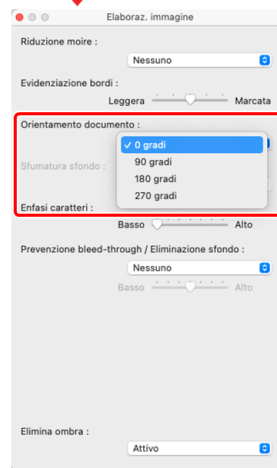 Elaboraz. immagine
Riduzione moire :
Nessuno
Evidenziazione bordi :
Leggera Marcata
Orientamento documento :
✓ 0 gradi
90 gradi
Sfumatura sfondo :
180 gradi
270 gradi
Enfasi caratteri :
Basso Alto
Prevenzione bleed-through / Eliminazione sfondo :
Nessuno
Basso Alto
Elimina ombra :
Attivo